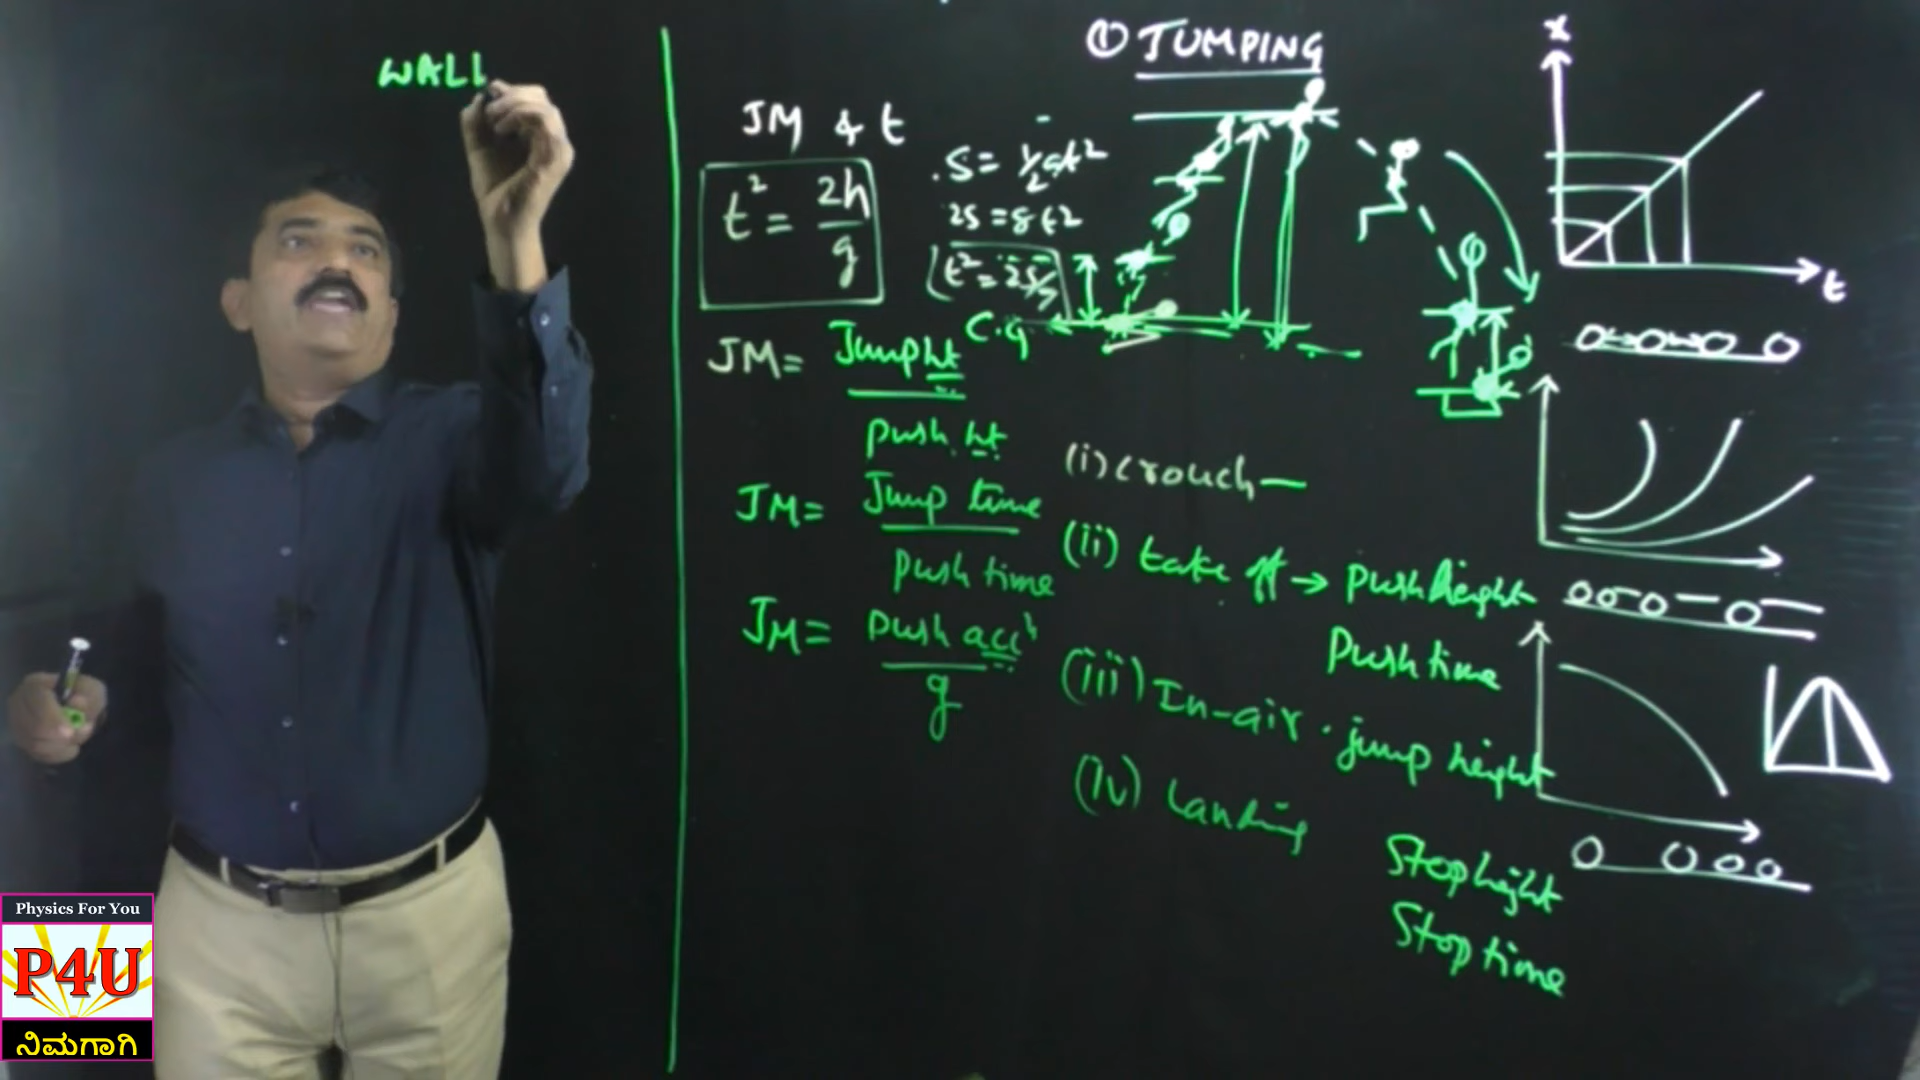 WALL
① JUMPING
x
JM & t
t² = 2h/g
.S = ½gt²
2S = gt²
t² = 2S/g
t
C.G
JM = Jump ht
push. ht
JM = Jump time
push time
JM = push accn
g
(i) crouch —
(ii) take off → push height
Push time
(iii) In-air . jump height
(iv) Landing
Stop height
Stop time
Physics For You
P4U
ನಿಮಗಾಗಿ